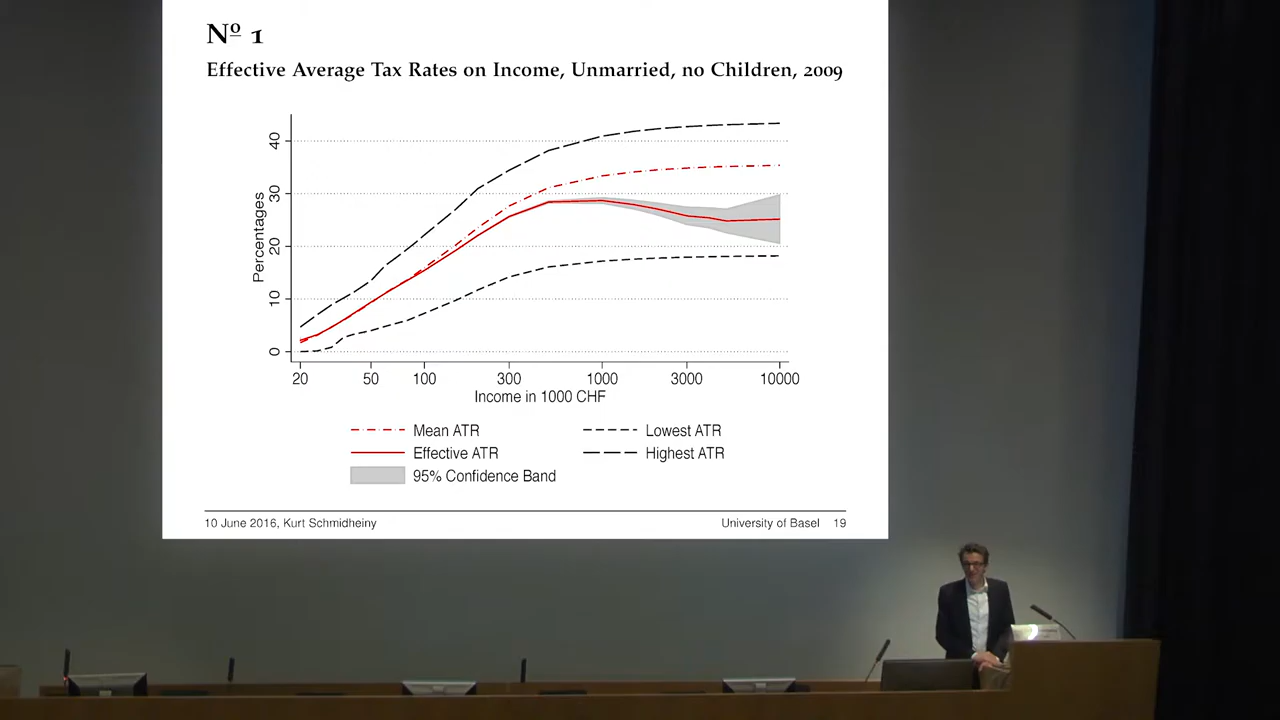 Nº 1
Effective Average Tax Rates on Income, Unmarried, no Children, 2009
Percentages
40
30
20
10
0
20 50 100 300 1000 3000 10000
Income in 1000 CHF
Mean ATR Lowest ATR
Effective ATR Highest ATR
95% Confidence Band
10 June 2016, Kurt Schmidheiny University of Basel 19